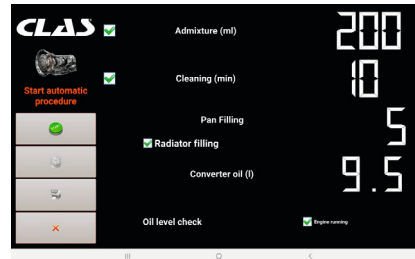 CLAS
Admixture (ml)
200
Cleaning (min)
10
Start automatic
procedure
Pan Filling
5
Radiator filling
Converter oil (l)
9.5
Oil level check
Engine running